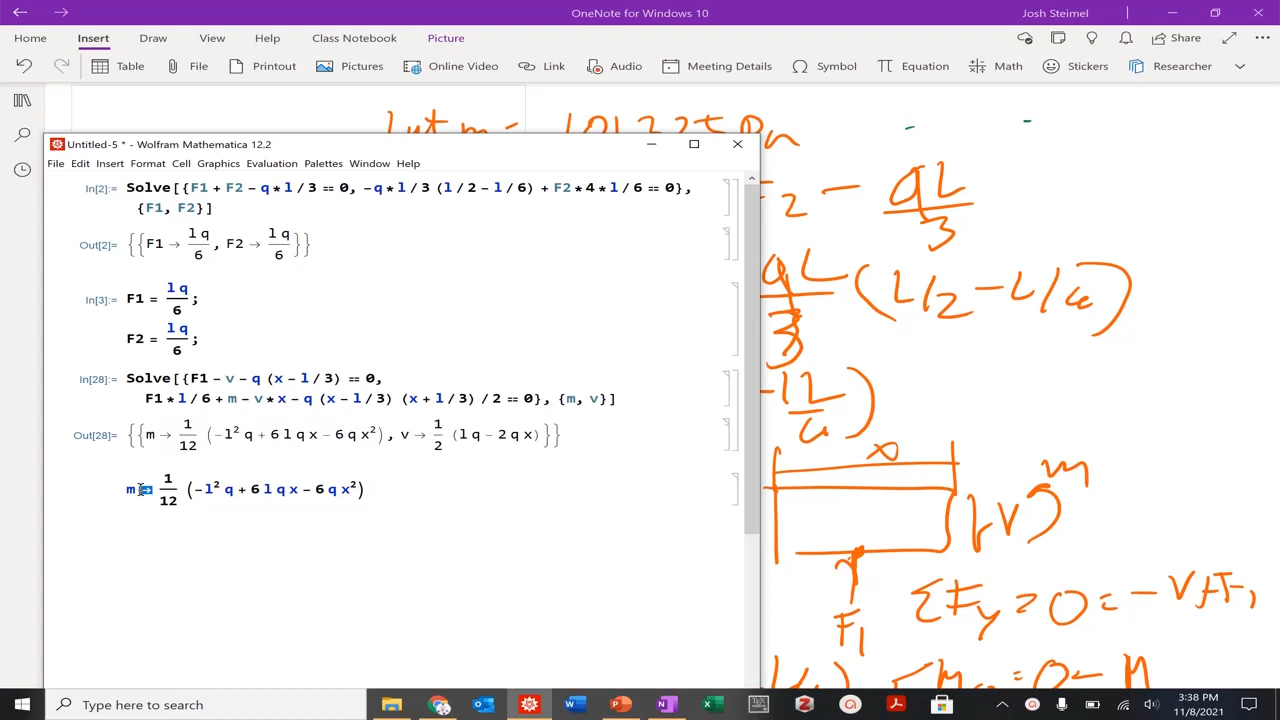 OneNote for Windows 10
Josh Steimel
Home Insert Draw View Help Class Notebook Picture
Share
Table File Printout Pictures Online Video Link Audio Meeting Details Symbol Equation Math Stickers Researcher
101325 Pa
Untitled-5 * - Wolfram Mathematica 12.2
File Edit Insert Format Cell Graphics Evaluation Palettes Window Help
In[2]:= Solve[{F1 + F2 - q * l / 3 == 0, -q * l / 3 (l / 2 - l / 6) + F2 * 4 * l / 6 == 0},
{F1, F2}]
Out[2]= {{F1 → l q / 6, F2 → l q / 6}}
In[3]:= F1 = l q / 6;
F2 = l q / 6;
In[28]:= Solve[{F1 - v - q (x - l / 3) == 0,
F1 * l / 6 + m - v * x - q (x - l / 3) (x + l / 3) / 2 == 0}, {m, v}]
Out[28]= {{m → 1/12 (-l² q + 6 l q x - 6 q x²), v → 1/2 (l q - 2 q x)}}
m 1/12 (-l² q + 6 l q x - 6 q x²)
2 - qL/3
qL/3 (L/2 - L/6)
x
m
V
F1
ΣFy = 0 = -V + F1
Type here to search
3:38 PM
11/8/2021